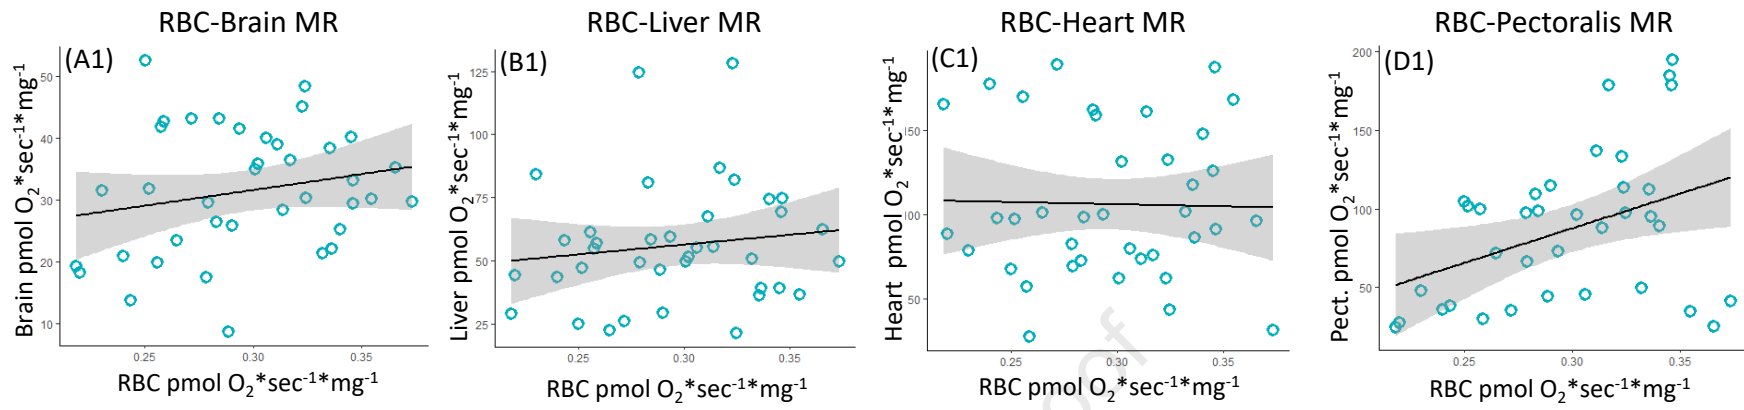 RBC-Brain MR
(A1)
Brain pmol O₂*sec⁻¹*mg⁻¹
50
40
30
20
10
0.25 0.30 0.35
RBC pmol O₂*sec⁻¹*mg⁻¹
RBC-Liver MR
(B1)
Liver pmol O₂*sec⁻¹*mg⁻¹
125
100
75
50
25
0.25 0.30 0.35
RBC pmol O₂*sec⁻¹*mg⁻¹
RBC-Heart MR
(C1)
Heart pmol O₂*sec⁻¹*mg⁻¹
150
100
50
0.25 0.30 0.35
RBC pmol O₂*sec⁻¹*mg⁻¹
RBC-Pectoralis MR
(D1)
Pect. pmol O₂*sec⁻¹*mg⁻¹
200
150
100
50
0.25 0.30 0.35
RBC pmol O₂*sec⁻¹*mg⁻¹